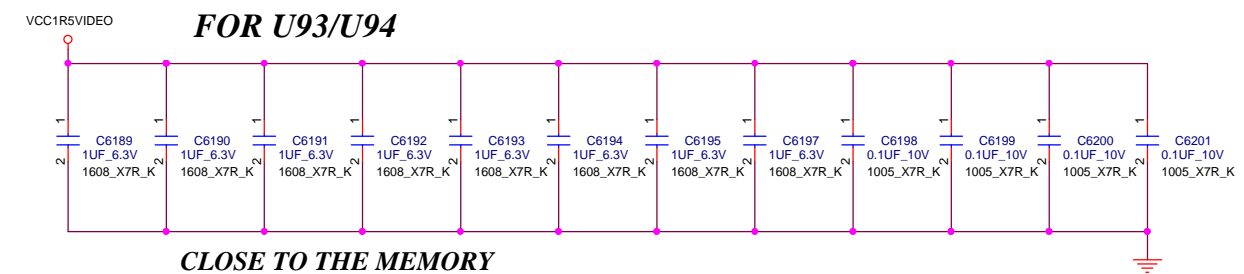 VCC1R5VIDEO
FOR U93/U94
1 1 1 1 1 1 1 1 1 1 1 1
C6189 C6190 C6191 C6192 C6193 C6194 C6195 C6197 C6198 C6199 C6200 C6201
1UF_6.3V 1UF_6.3V 1UF_6.3V 1UF_6.3V 1UF_6.3V 1UF_6.3V 1UF_6.3V 1UF_6.3V 0.1UF_10V 0.1UF_10V 0.1UF_10V 0.1UF_10V
2 2 2 2 2 2 2 2 2 2 2 2
1608_X7R_K 1608_X7R_K 1608_X7R_K 1608_X7R_K 1608_X7R_K 1608_X7R_K 1608_X7R_K 1608_X7R_K 1005_X7R_K 1005_X7R_K 1005_X7R_K 1005_X7R_K
CLOSE TO THE MEMORY